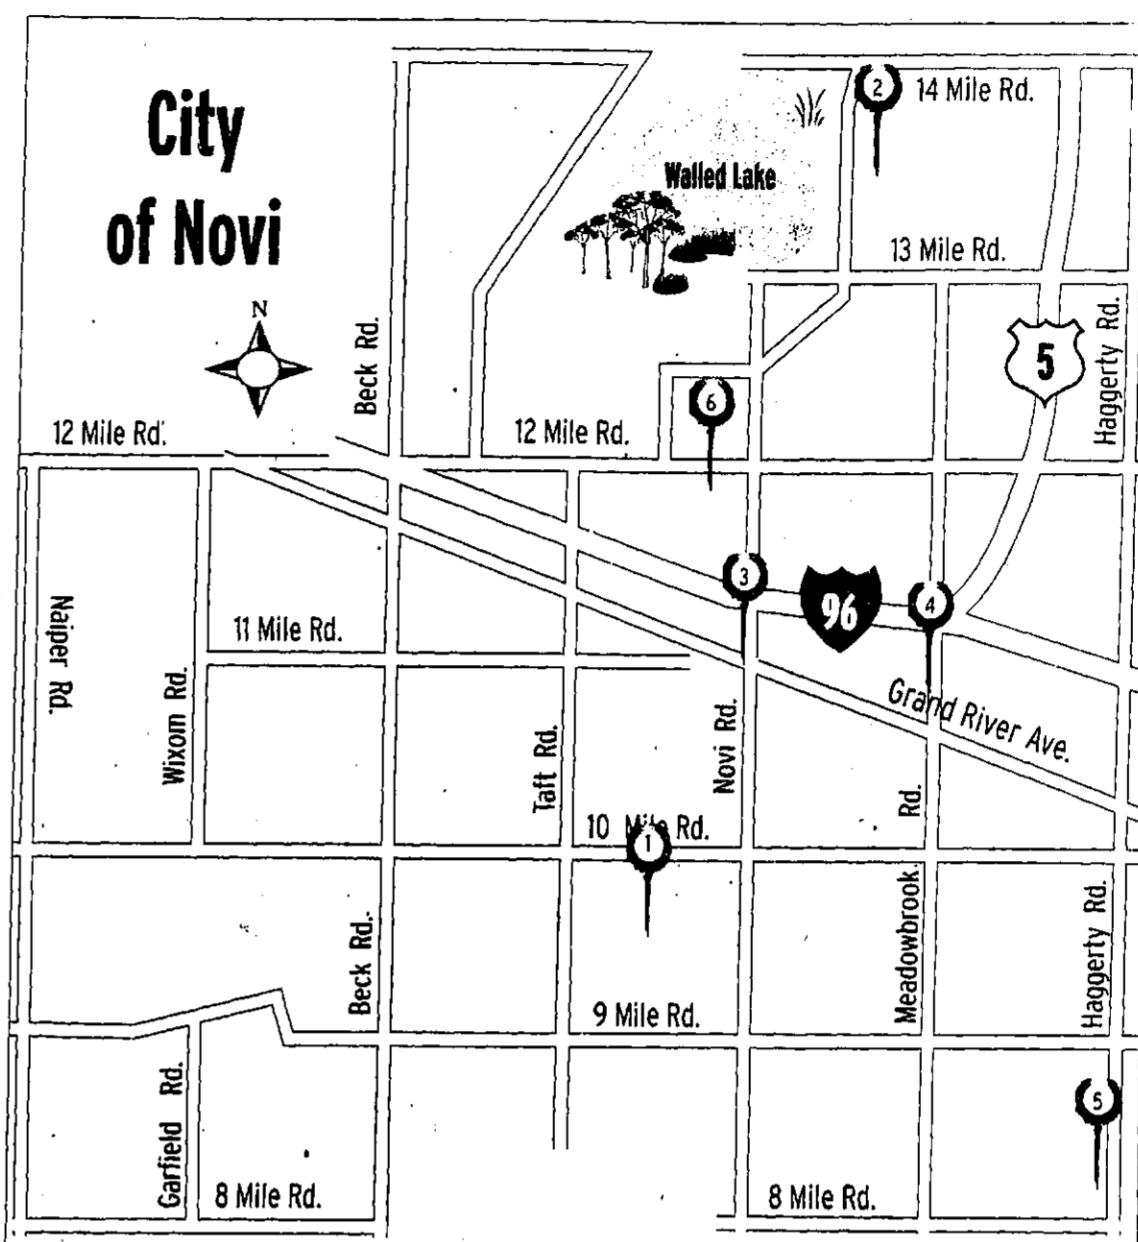 City
of Novi
N
2
14 Mile Rd.
Walled Lake
13 Mile Rd.
Beck Rd.
Haggerty Rd.
5
6
12 Mile Rd.
12 Mile Rd.
3
96
4
Naiper Rd.
11 Mile Rd.
Wixom Rd.
Taft Rd.
Novi Rd.
Grand River Ave.
10 Mile Rd.
1
Meadowbrook Rd.
Beck Rd.
Haggerty Rd.
9 Mile Rd.
5
Garfield Rd.
8 Mile Rd.
8 Mile Rd.